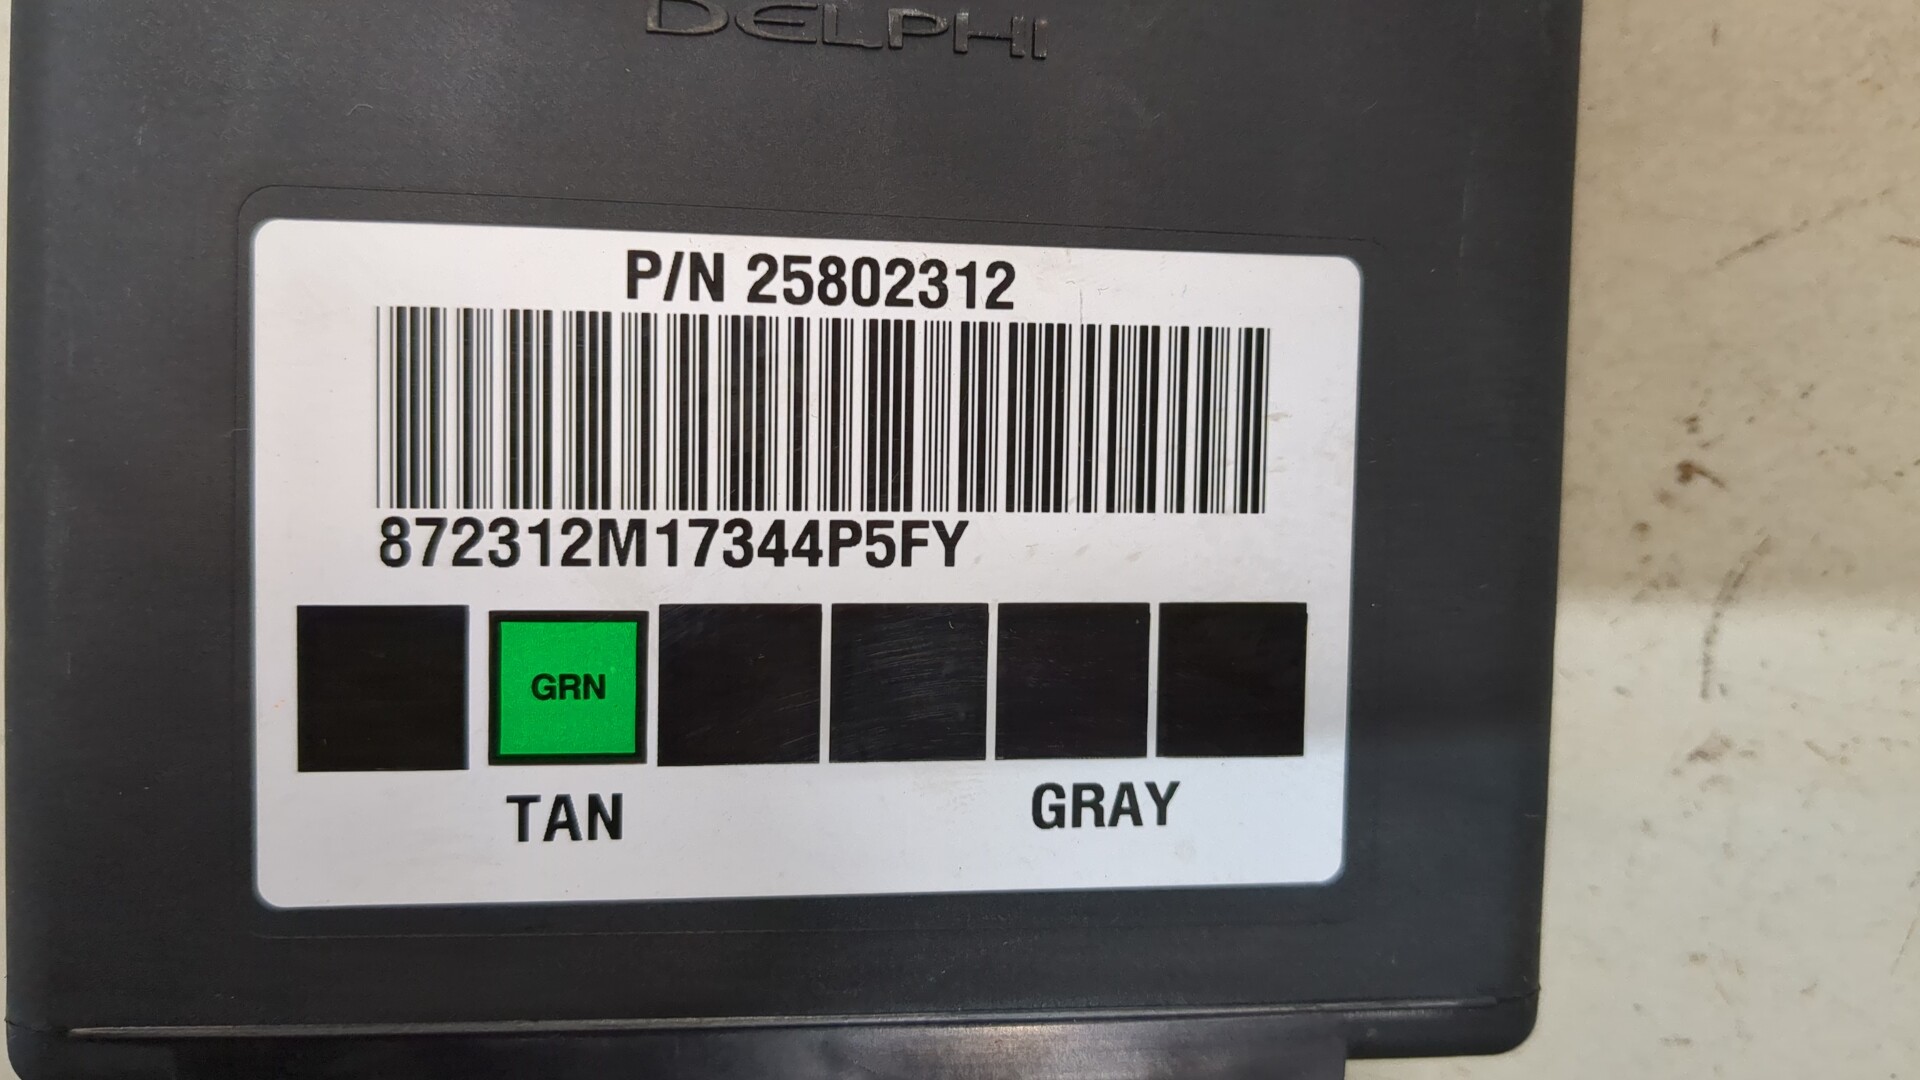 DELPHI
P/N 25802312
872312M17344P5FY
GRN
TAN GRAY